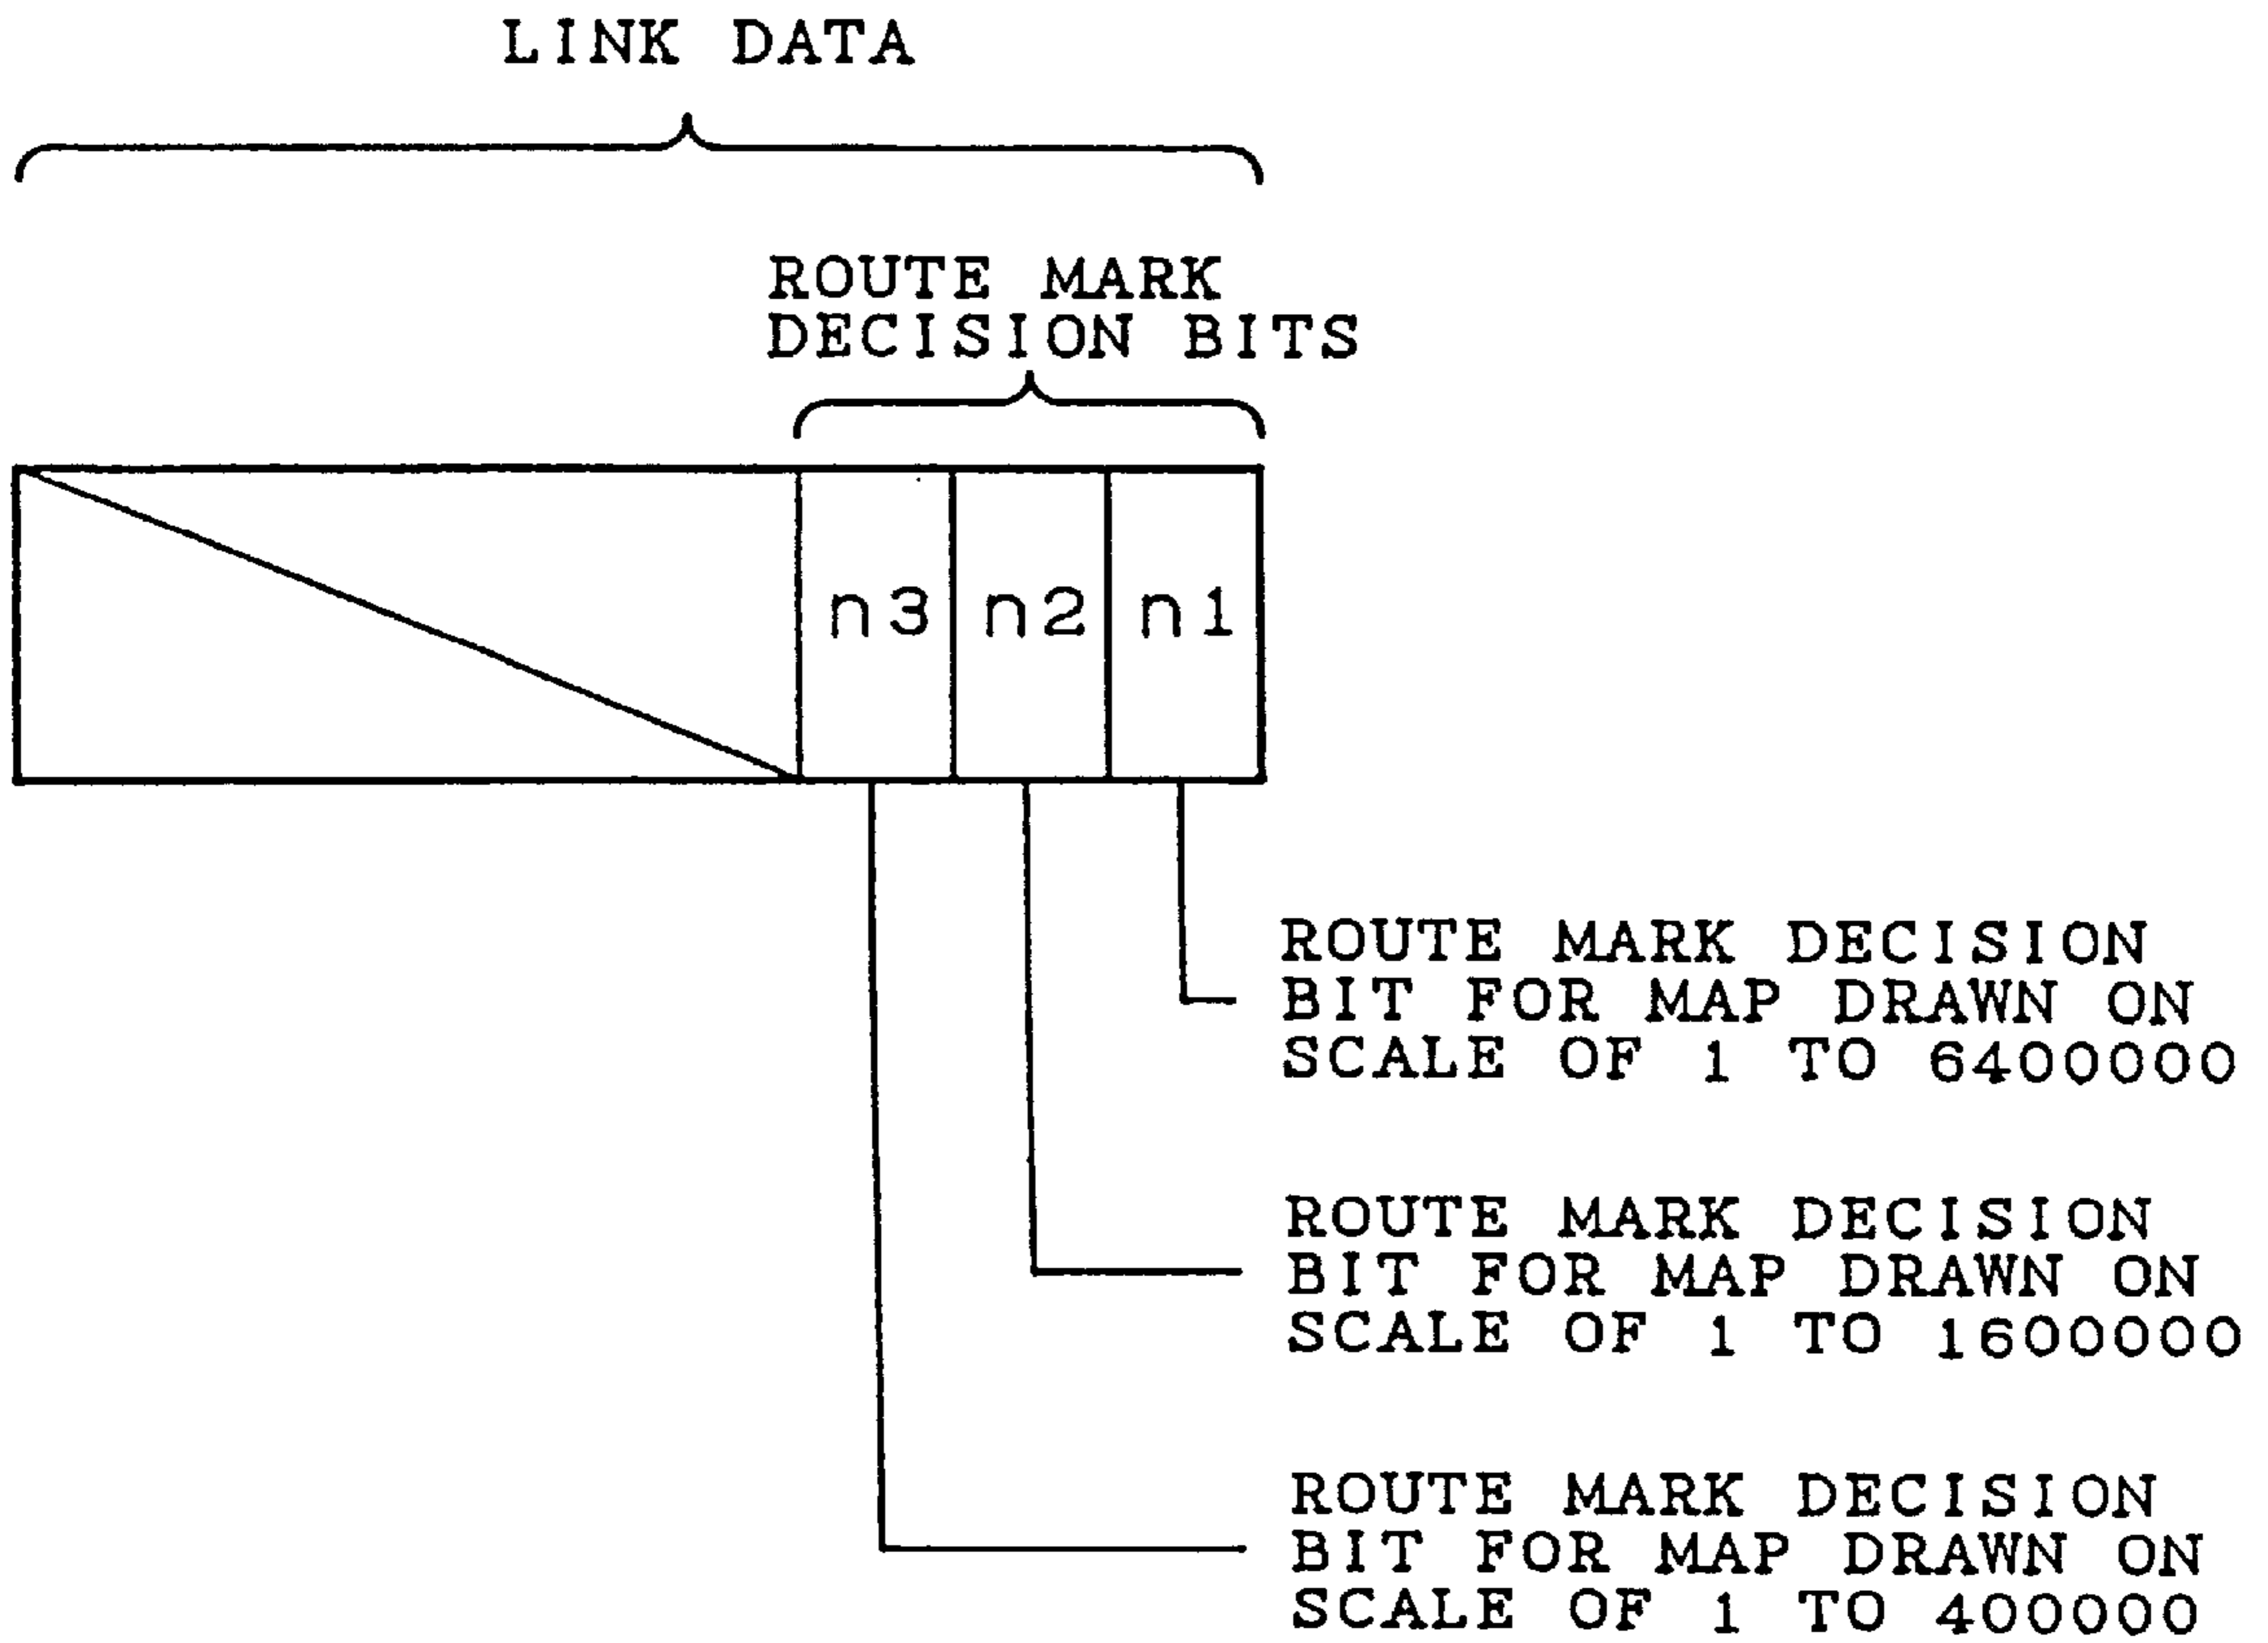 LINK DATA
ROUTE MARK
DECISION BITS
n3 n2 n1
ROUTE MARK DECISION
BIT FOR MAP DRAWN ON
SCALE OF 1 TO 6400000
ROUTE MARK DECISION
BIT FOR MAP DRAWN ON
SCALE OF 1 TO 1600000
ROUTE MARK DECISION
BIT FOR MAP DRAWN ON
SCALE OF 1 TO 400000